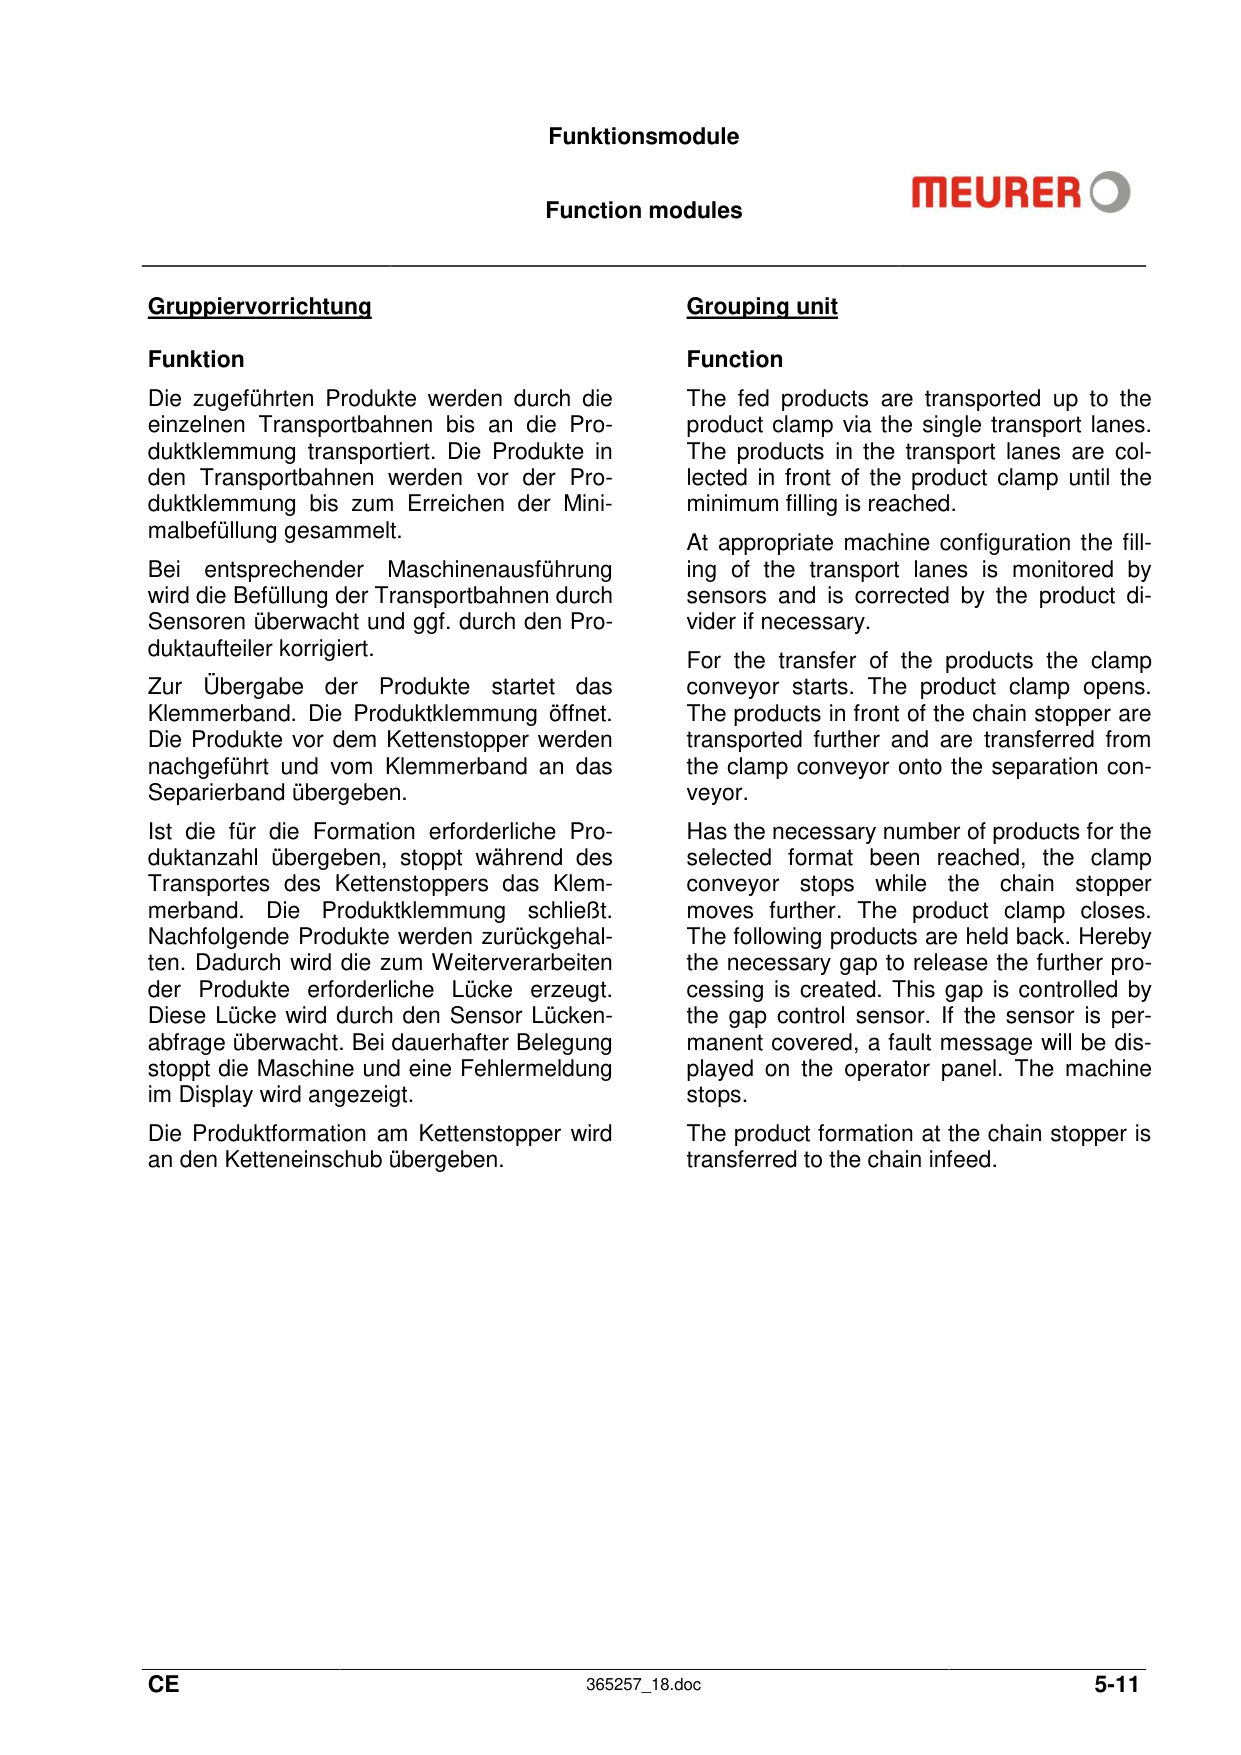 Funktionsmodule
Function modules
MEURER
Gruppiervorrichtung
Funktion
Die zugeführten Produkte werden durch die
einzelnen Transportbahnen bis an die Pro-
duktklemmung transportiert. Die Produkte in
den Transportbahnen werden vor der Pro-
duktklemmung bis zum Erreichen der Mini-
malbefüllung gesammelt.
Bei entsprechender Maschinenausführung
wird die Befüllung der Transportbahnen durch
Sensoren überwacht und ggf. durch den Pro-
duktaufteiler korrigiert.
Zur Übergabe der Produkte startet das
Klemmerband. Die Produktklemmung öffnet.
Die Produkte vor dem Kettenstopper werden
nachgeführt und vom Klemmerband an das
Separierband übergeben.
Ist die für die Formation erforderliche Pro-
duktanzahl übergeben, stoppt während des
Transportes des Kettenstoppers das Klem-
merband. Die Produktklemmung schließt.
Nachfolgende Produkte werden zurückgehal-
ten. Dadurch wird die zum Weiterverarbeiten
der Produkte erforderliche Lücke erzeugt.
Diese Lücke wird durch den Sensor Lücken-
abfrage überwacht. Bei dauerhafter Belegung
stoppt die Maschine und eine Fehlermeldung
im Display wird angezeigt.
Die Produktformation am Kettenstopper wird
an den Ketteneinschub übergeben.
Grouping unit
Function
The fed products are transported up to the
product clamp via the single transport lanes.
The products in the transport lanes are col-
lected in front of the product clamp until the
minimum filling is reached.
At appropriate machine configuration the fill-
ing of the transport lanes is monitored by
sensors and is corrected by the product di-
vider if necessary.
For the transfer of the products the clamp
conveyor starts. The product clamp opens.
The products in front of the chain stopper are
transported further and are transferred from
the clamp conveyor onto the separation con-
veyor.
Has the necessary number of products for the
selected format been reached, the clamp
conveyor stops while the chain stopper
moves further. The product clamp closes.
The following products are held back. Hereby
the necessary gap to release the further pro-
cessing is created. This gap is controlled by
the gap control sensor. If the sensor is per-
manent covered, a fault message will be dis-
played on the operator panel. The machine
stops.
The product formation at the chain stopper is
transferred to the chain infeed.
CE
365257_18.doc
5-11